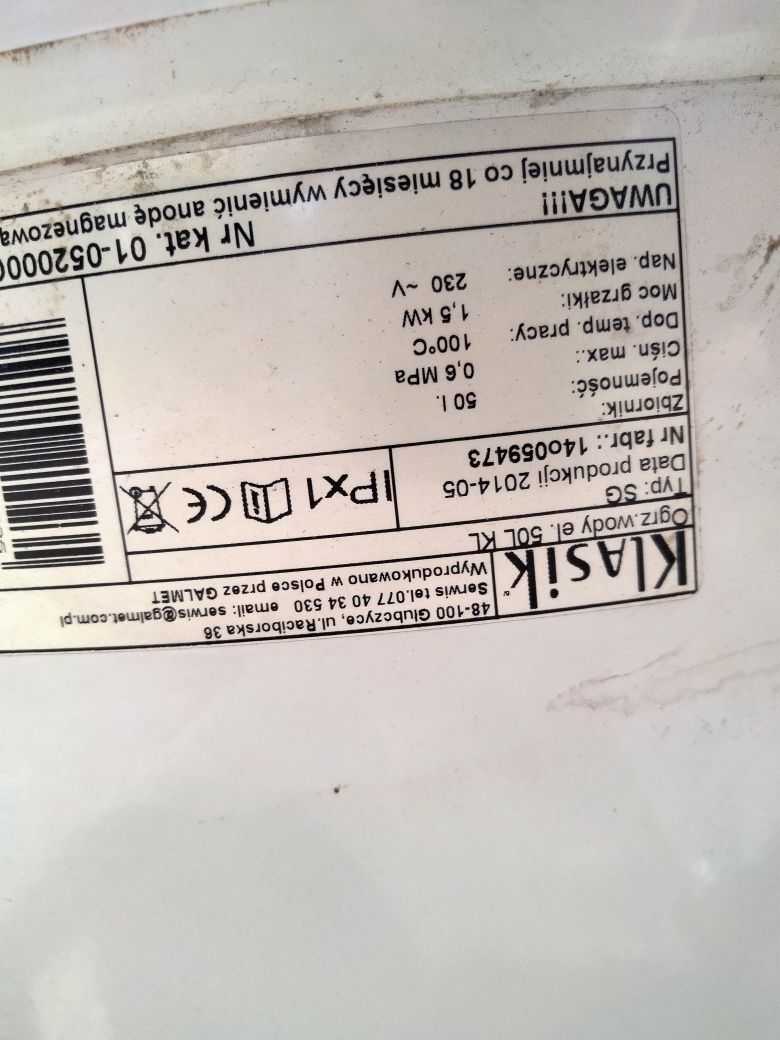 Klasik
48-100 Głubczyce, ul.Raciborska 36
Serwis tel.077 40 34 530 email: serwis@galmet.com.pl
Wyprodukowano w Polsce przez GALMET
Ogrz.wody el. 50L KL
Typ: SG
Data produkcji 2014-05
Nr fabr.: 14o059473
IPx1 CE
Zbiornik:
Pojemność: 50 l.
Ciśn. max.: 0,6 MPa
Dop. temp. pracy: 100°C
Moc grzałki: 1,5 kW
Nap. elektryczne: 230 ~V
Nr kat. 01-052000
UWAGA!!!
Przynajmniej co 18 miesięcy wymienić anodę magnezową